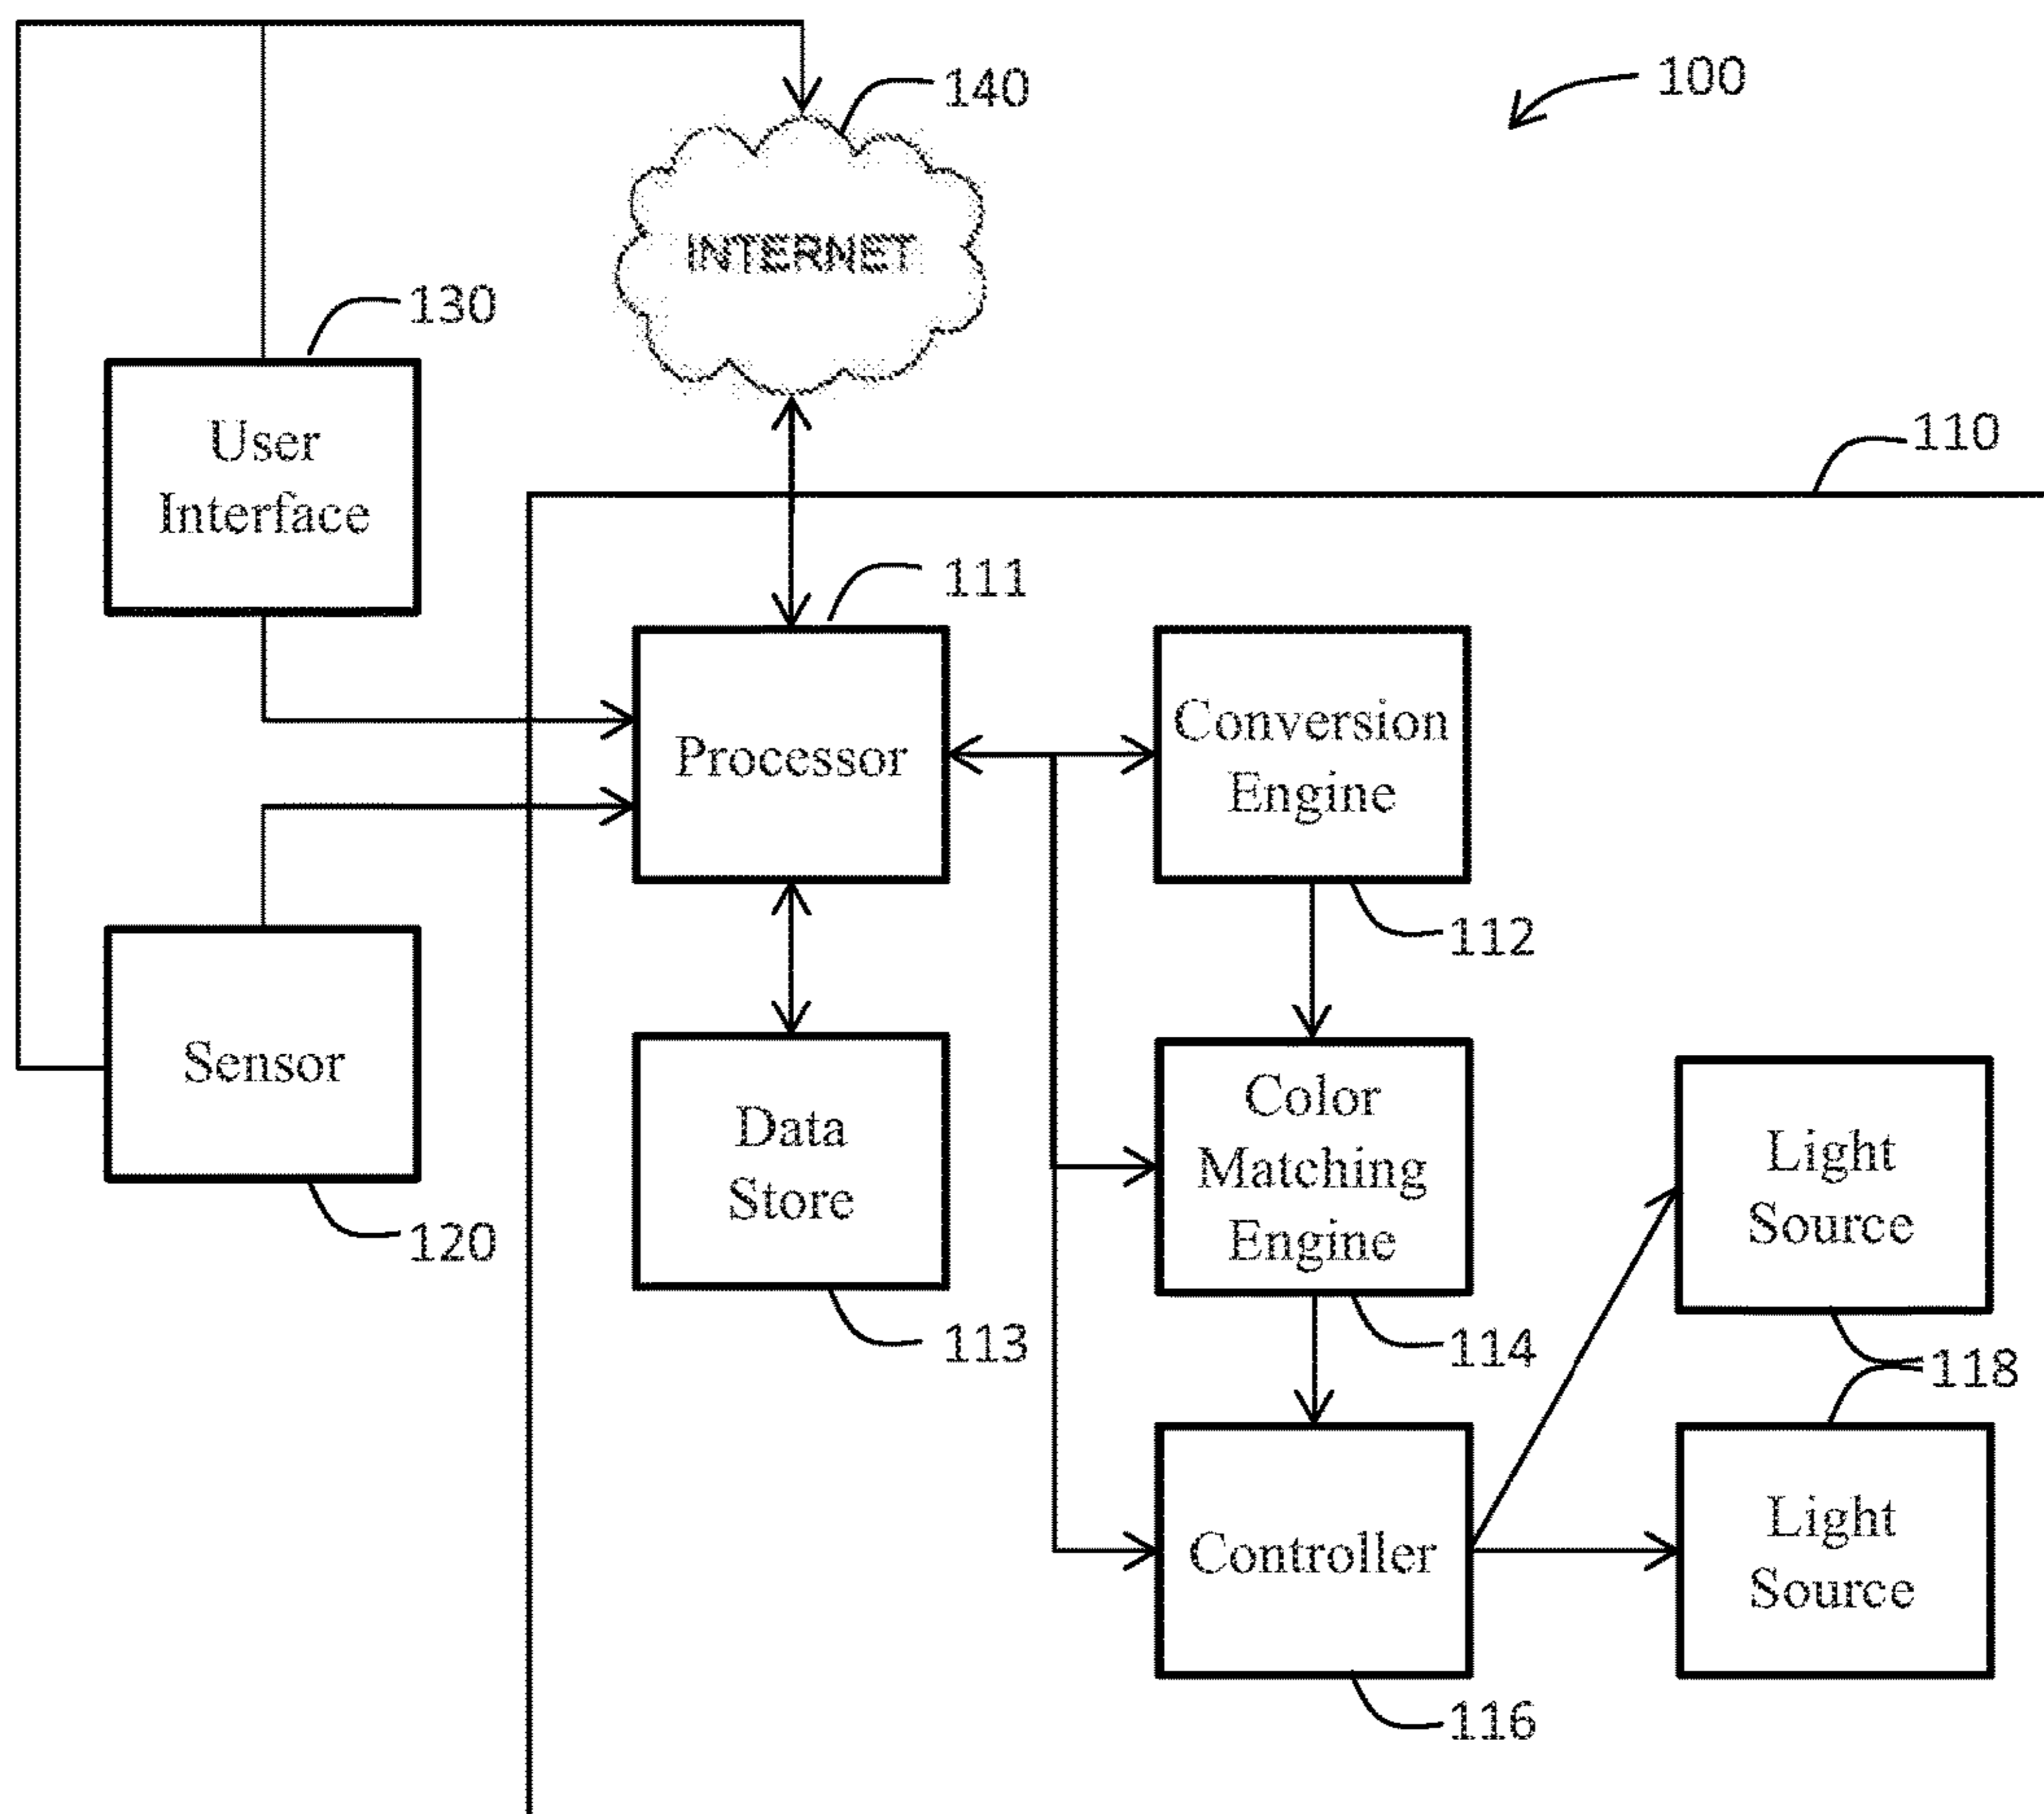 140
100
INTERNET
130
110
User
Interface
111
Processor
Conversion
Engine
112
Sensor
120
Data
Store
113
Color
Matching
Engine
114
Light
Source
118
Controller
116
Light
Source